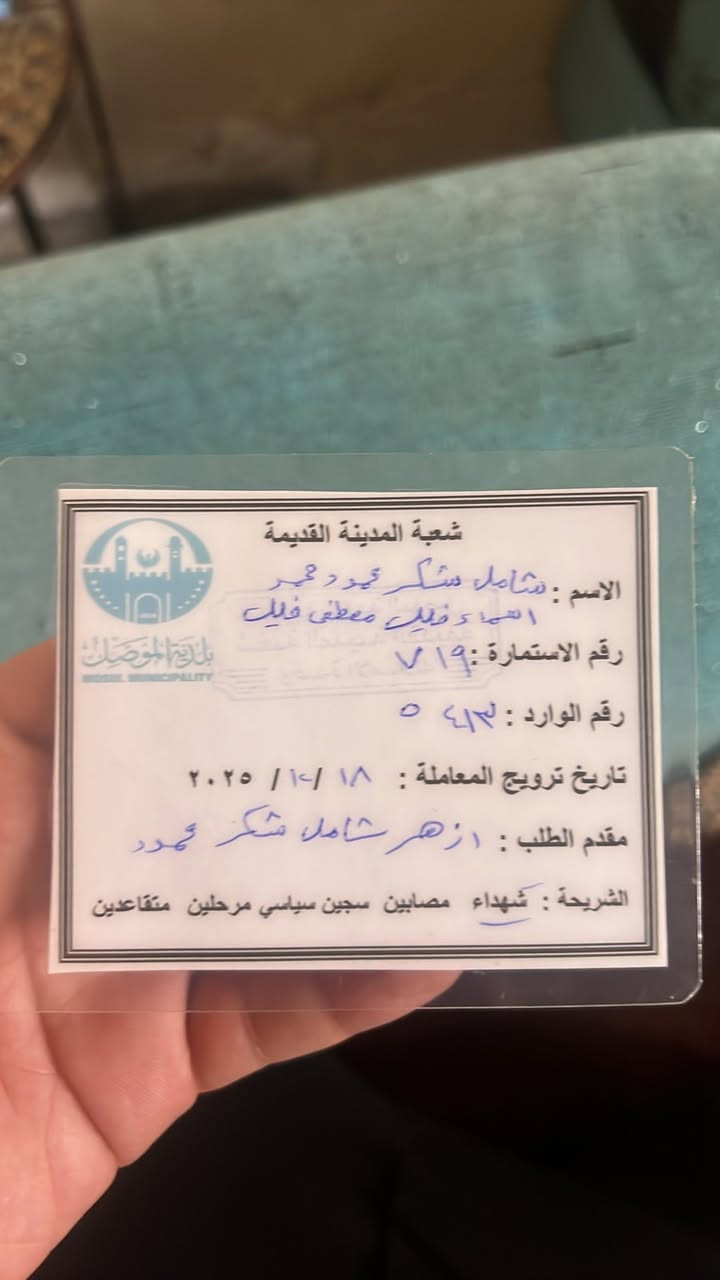 شعبة المدينة القديمة
الاسم : شامل شكر محمود محمد
اسماء خليل مصطفى خليل
رقم الاستمارة : ٧١٩
رقم الوارد : ٥٤١٣
تاريخ ترويج المعاملة : ١٨ /١٢/ ٢٠٢٥
مقدم الطلب : ازهر شامل شكر محمود
الشريحة : شهداء مصابين سجين سياسي مرحلين متقاعدين
بلدية الموصل
MOSUL MUNICIPALITY